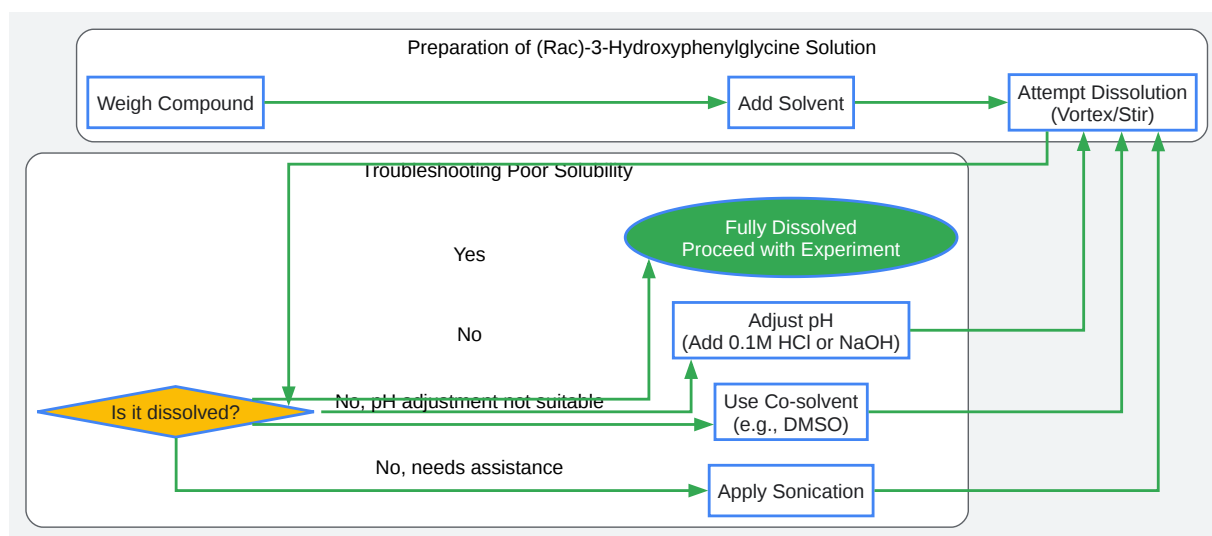 Preparation of (Rac)-3-Hydroxyphenylglycine Solution
Weigh Compound
Add Solvent
Attempt Dissolution
(Vortex/Stir)
Troubleshooting Poor Solubility
Fully Dissolved
Proceed with Experiment
Yes
No
Adjust pH
(Add 0.1M HCl or NaOH)
Is it dissolved?
No, pH adjustment not suitable
Use Co-solvent
(e.g., DMSO)
No, needs assistance
Apply Sonication